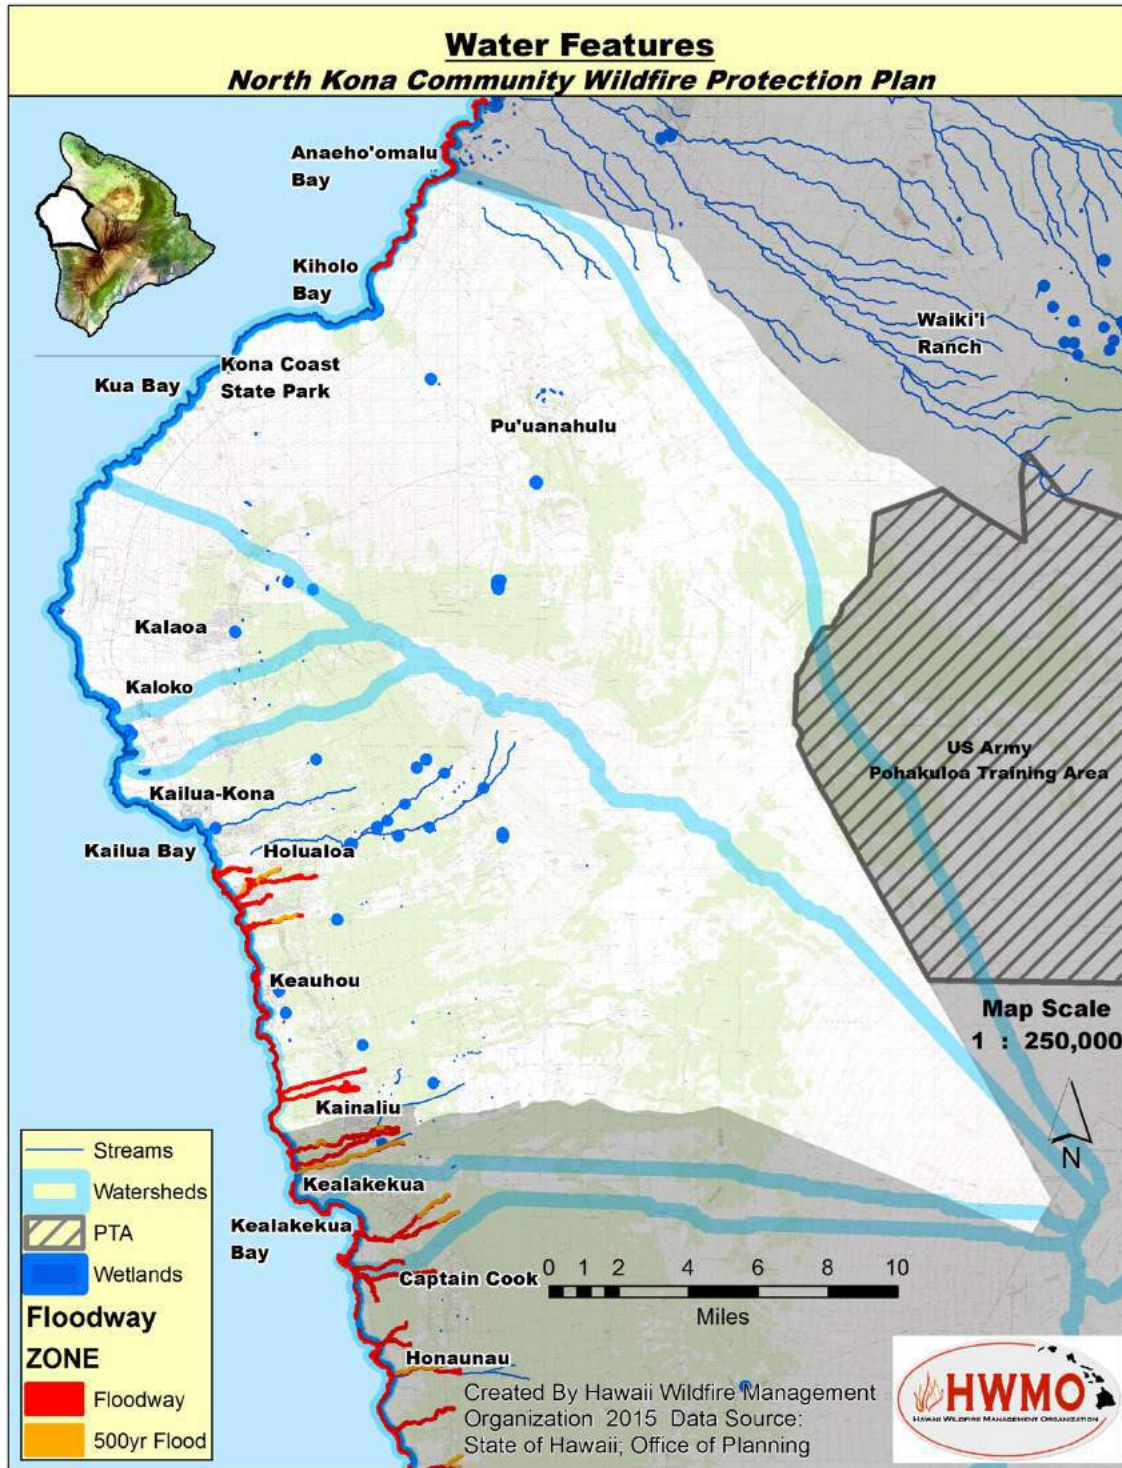 Water Features
North Kona Community Wildfire Protection Plan
Anaeho'omalu
Bay
Kiholo
Bay
Waiki'i
Ranch
Kona Coast
State Park
Kua Bay
Pu'uanahulu
Kalaoa
Kaloko
US Army
Pohakuloa Training Area
Kailua-Kona
Kailua Bay
Holualoa
Keauhou
Map Scale
1 : 250,000
Kainaliu
N
Streams
Watersheds
PTA
Wetlands
Floodway
ZONE
Floodway
500yr Flood
Kealakekua
Kealakekua
Bay
Captain Cook
0 1 2 4 6 8 10
Miles
Honaunau
Created By Hawaii Wildfire Management
Organization 2015 Data Source:
State of Hawaii; Office of Planning
HWMO
HAWAII WILDFIRE MANAGEMENT ORGANIZATION